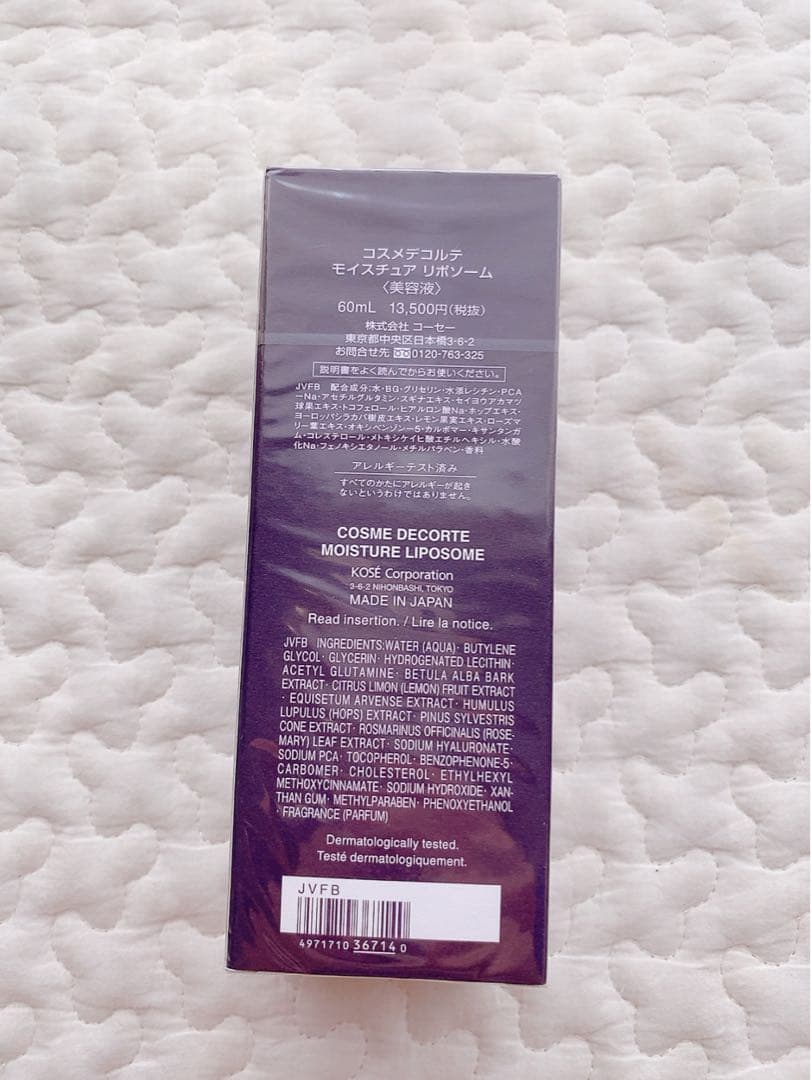 コスメデコルテ
モイスチュア リポソーム
〈美容液〉
60mL 13,500円(税抜)
株式会社 コーセー
東京都中央区日本橋3-6-2
お問合せ先 0120-763-325
説明書をよく読んでからお使いください。
JVFB 配合成分:水・BG・グリセリン・水添レシチン・PCA
ーNa・アセチルグルタミン・スギナエキス・セイヨウアカマツ
球果エキス・トコフェロール・ヒアルロン酸Na・ホップエキス・
ヨーロッパシラカバ樹皮エキス・レモン果実エキス・ローズマ
リー葉エキス・オキシベンゾン-5・カルボマー・キサンタンガ
ム・コレステロール・メトキシケイヒ酸エチルヘキシル・水酸
化Na・フェノキシエタノール・メチルパラベン・香料
アレルギーテスト済み
すべてのかたにアレルギーが起き
ないというわけではありません。
COSME DECORTE
MOISTURE LIPOSOME
KOSÉ Corporation
3-6-2 NIHONBASHI, TOKYO
MADE IN JAPAN
Read insertion. / Lire la notice.
JVFB INGREDIENTS:WATER (AQUA)· BUTYLENE
GLYCOL· GLYCERIN· HYDROGENATED LECITHIN·
ACETYL GLUTAMINE· BETULA ALBA BARK
EXTRACT· CITRUS LIMON (LEMON) FRUIT EXTRACT
· EQUISETUM ARVENSE EXTRACT· HUMULUS
LUPULUS (HOPS) EXTRACT· PINUS SYLVESTRIS
CONE EXTRACT· ROSMARINUS OFFICINALIS (ROSE-
MARY) LEAF EXTRACT· SODIUM HYALURONATE·
SODIUM PCA· TOCOPHEROL· BENZOPHENONE-5·
CARBOMER· CHOLESTEROL· ETHYLHEXYL
METHOXYCINNAMATE· SODIUM HYDROXIDE· XAN-
THAN GUM· METHYLPARABEN· PHENOXYETHANOL
· FRAGRANCE (PARFUM)
Dermatologically tested.
Testé dermatologiquement.
JVFB
4971710 36714 0